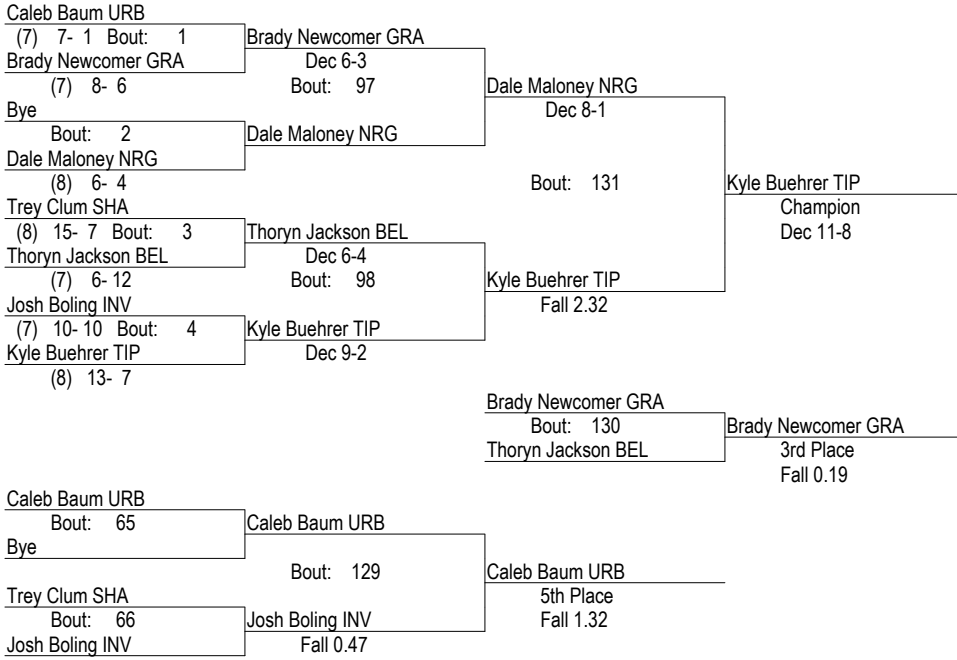 Caleb Baum URB
(7) 7- 1 Bout: 1
Brady Newcomer GRA
Brady Newcomer GRA
Dec 6-3
(7) 8- 6
Bout: 97
Dale Maloney NRG
Bye
Dec 8-1
Bout: 2
Dale Maloney NRG
Dale Maloney NRG
(8) 6- 4
Bout: 131
Kyle Buehrer TIP
Trey Clum SHA
Champion
(8) 15- 7 Bout: 3
Thoryn Jackson BEL
Dec 11-8
Thoryn Jackson BEL
Dec 6-4
(7) 6- 12
Bout: 98
Kyle Buehrer TIP
Josh Boling INV
Fall 2.32
(7) 10- 10 Bout: 4
Kyle Buehrer TIP
Kyle Buehrer TIP
Dec 9-2
(8) 13- 7
Brady Newcomer GRA
Bout: 130
Brady Newcomer GRA
Thoryn Jackson BEL
3rd Place
Fall 0.19
Caleb Baum URB
Bout: 65
Caleb Baum URB
Bye
Bout: 129
Caleb Baum URB
Trey Clum SHA
5th Place
Bout: 66
Josh Boling INV
Fall 1.32
Josh Boling INV
Fall 0.47